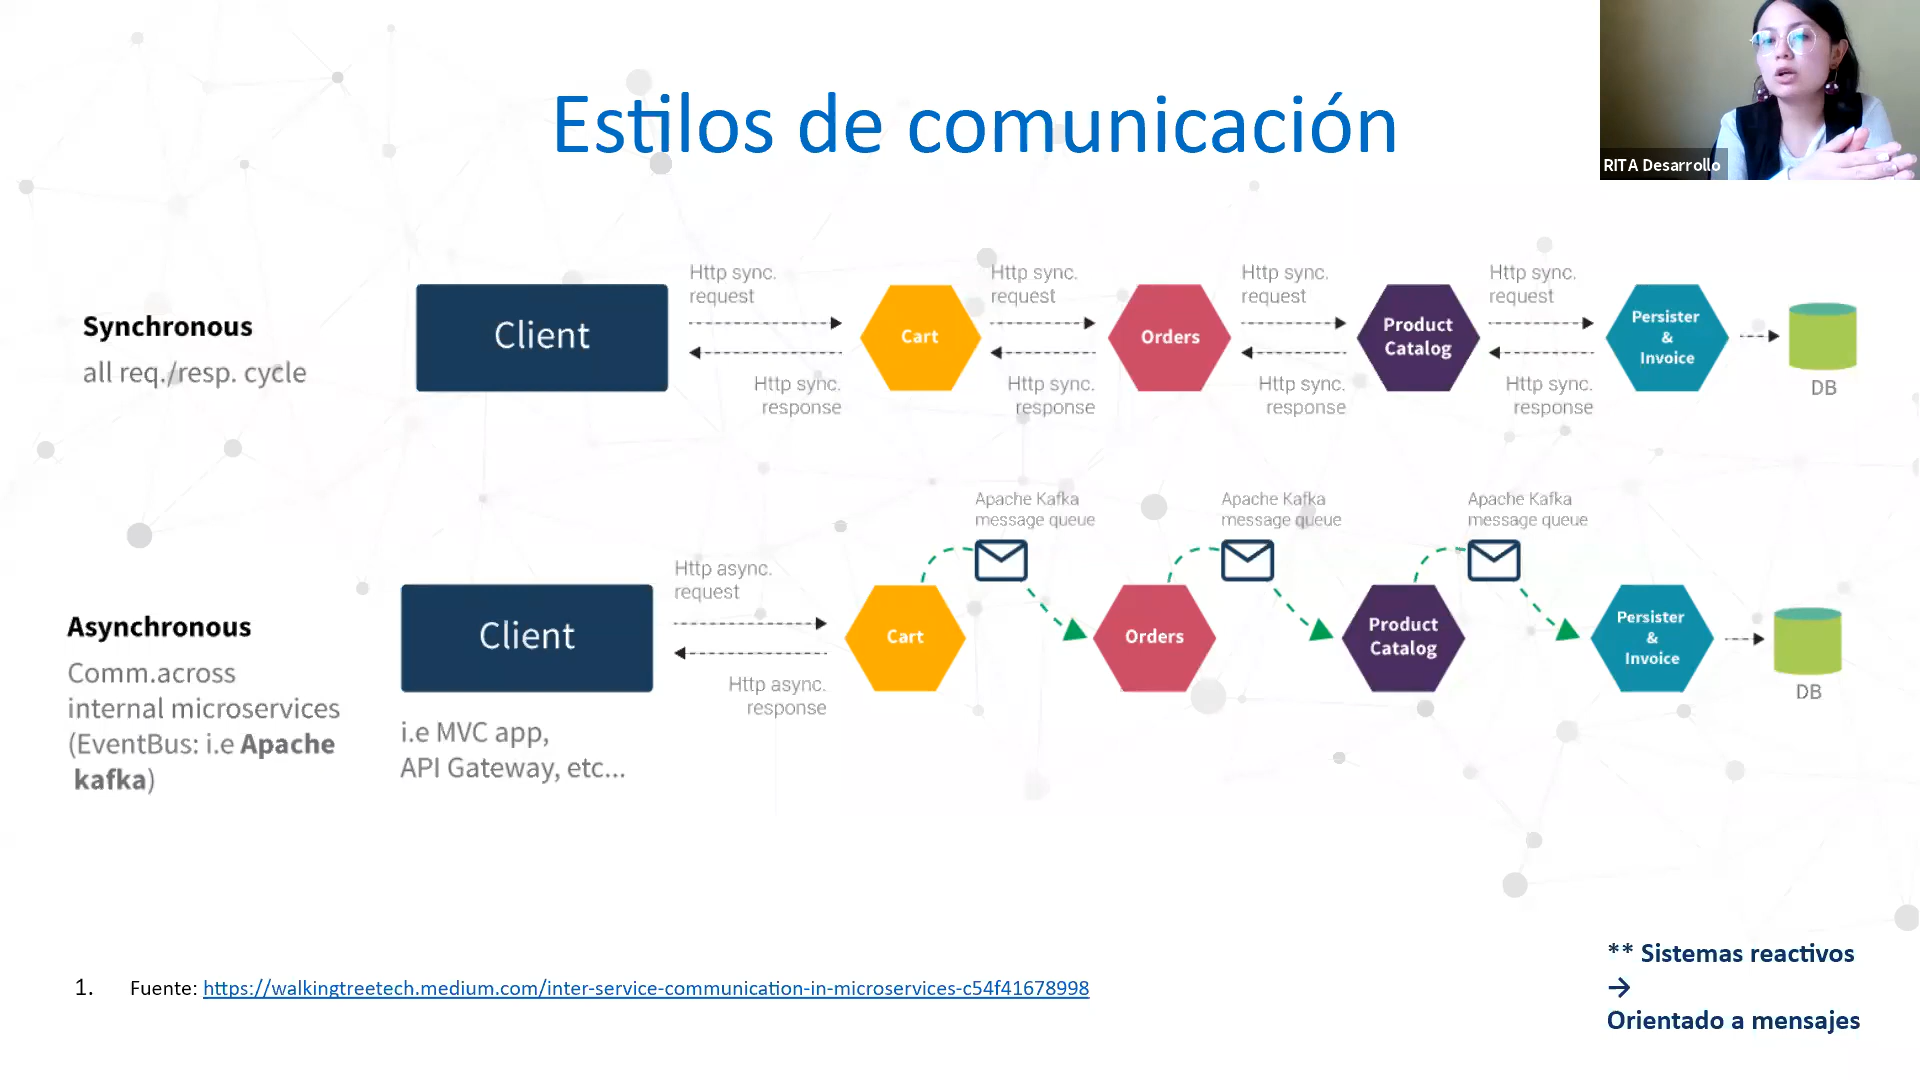 Estilos de comunicación
RITA Desarrollo
Synchronous
all req./resp. cycle
Client
Http sync.
request
Http sync.
response
Cart
Http sync.
request
Http sync.
response
Orders
Http sync.
request
Http sync.
response
Product
Catalog
Http sync.
request
Http sync.
response
Persister
&
Invoice
DB
Asynchronous
Comm.across
internal microservices
(EventBus: i.e Apache
kafka)
Client
i.e MVC app,
API Gateway, etc...
Http async.
request
Http async.
response
Cart
Apache Kafka
message queue
Orders
Apache Kafka
message queue
Product
Catalog
Apache Kafka
message queue
Persister
&
Invoice
DB
1. Fuente: https://walkingtreetech.medium.com/inter-service-communication-in-microservices-c54f41678998
** Sistemas reactivos
→
Orientado a mensajes